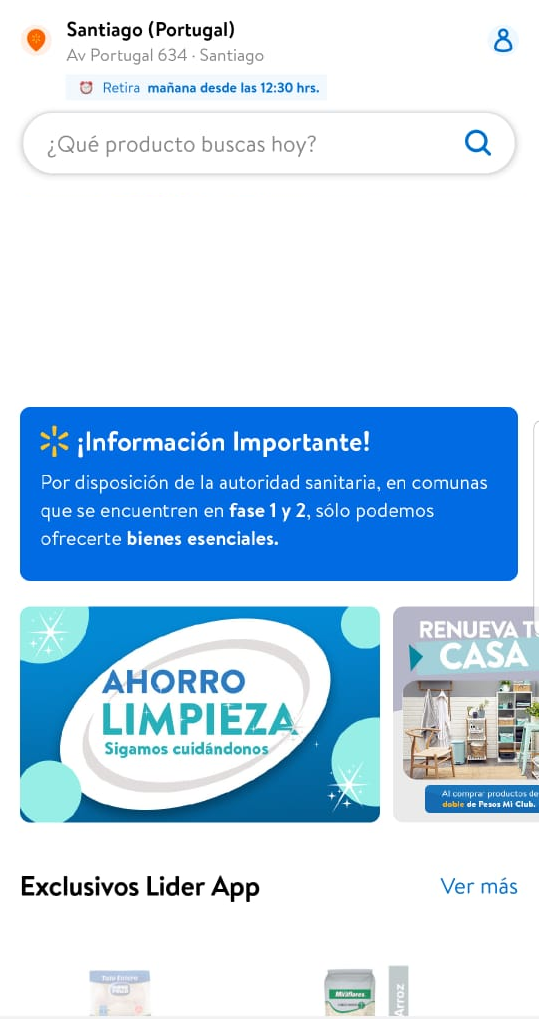 Santiago (Portugal)
Av Portugal 634 · Santiago
Retira mañana desde las 12:30 hrs.
¿Qué producto buscas hoy?
¡Información Importante!
Por disposición de la autoridad sanitaria, en comunas
que se encuentren en fase 1 y 2, sólo podemos
ofrecerte bienes esenciales.
AHORRO
LIMPIEZA
Sigamos cuidándonos
RENUEVA TU
CASA
Al comprar productos de
doble de Pesos Mi Club.
Exclusivos Lider App
Ver más
Miraflores
Arroz